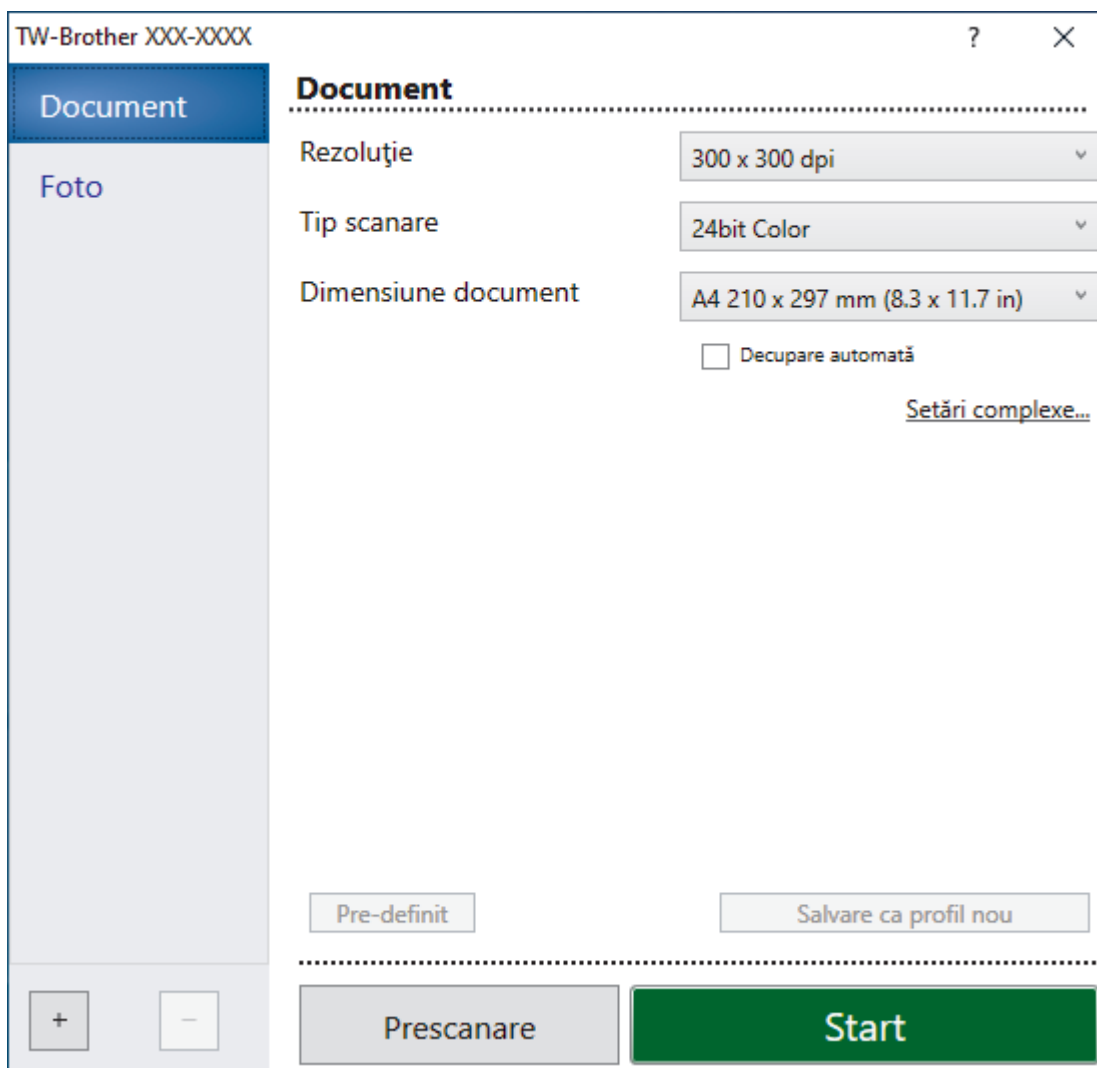 TW-Brother XXX-XXXX
?
Document
Foto
Document
Rezoluţie
300 x 300 dpi
Tip scanare
24bit Color
Dimensiune document
A4 210 x 297 mm (8.3 x 11.7 in)
Decupare automată
Setări complexe...
Pre-definit
Salvare ca profil nou
+
−
Prescanare
Start